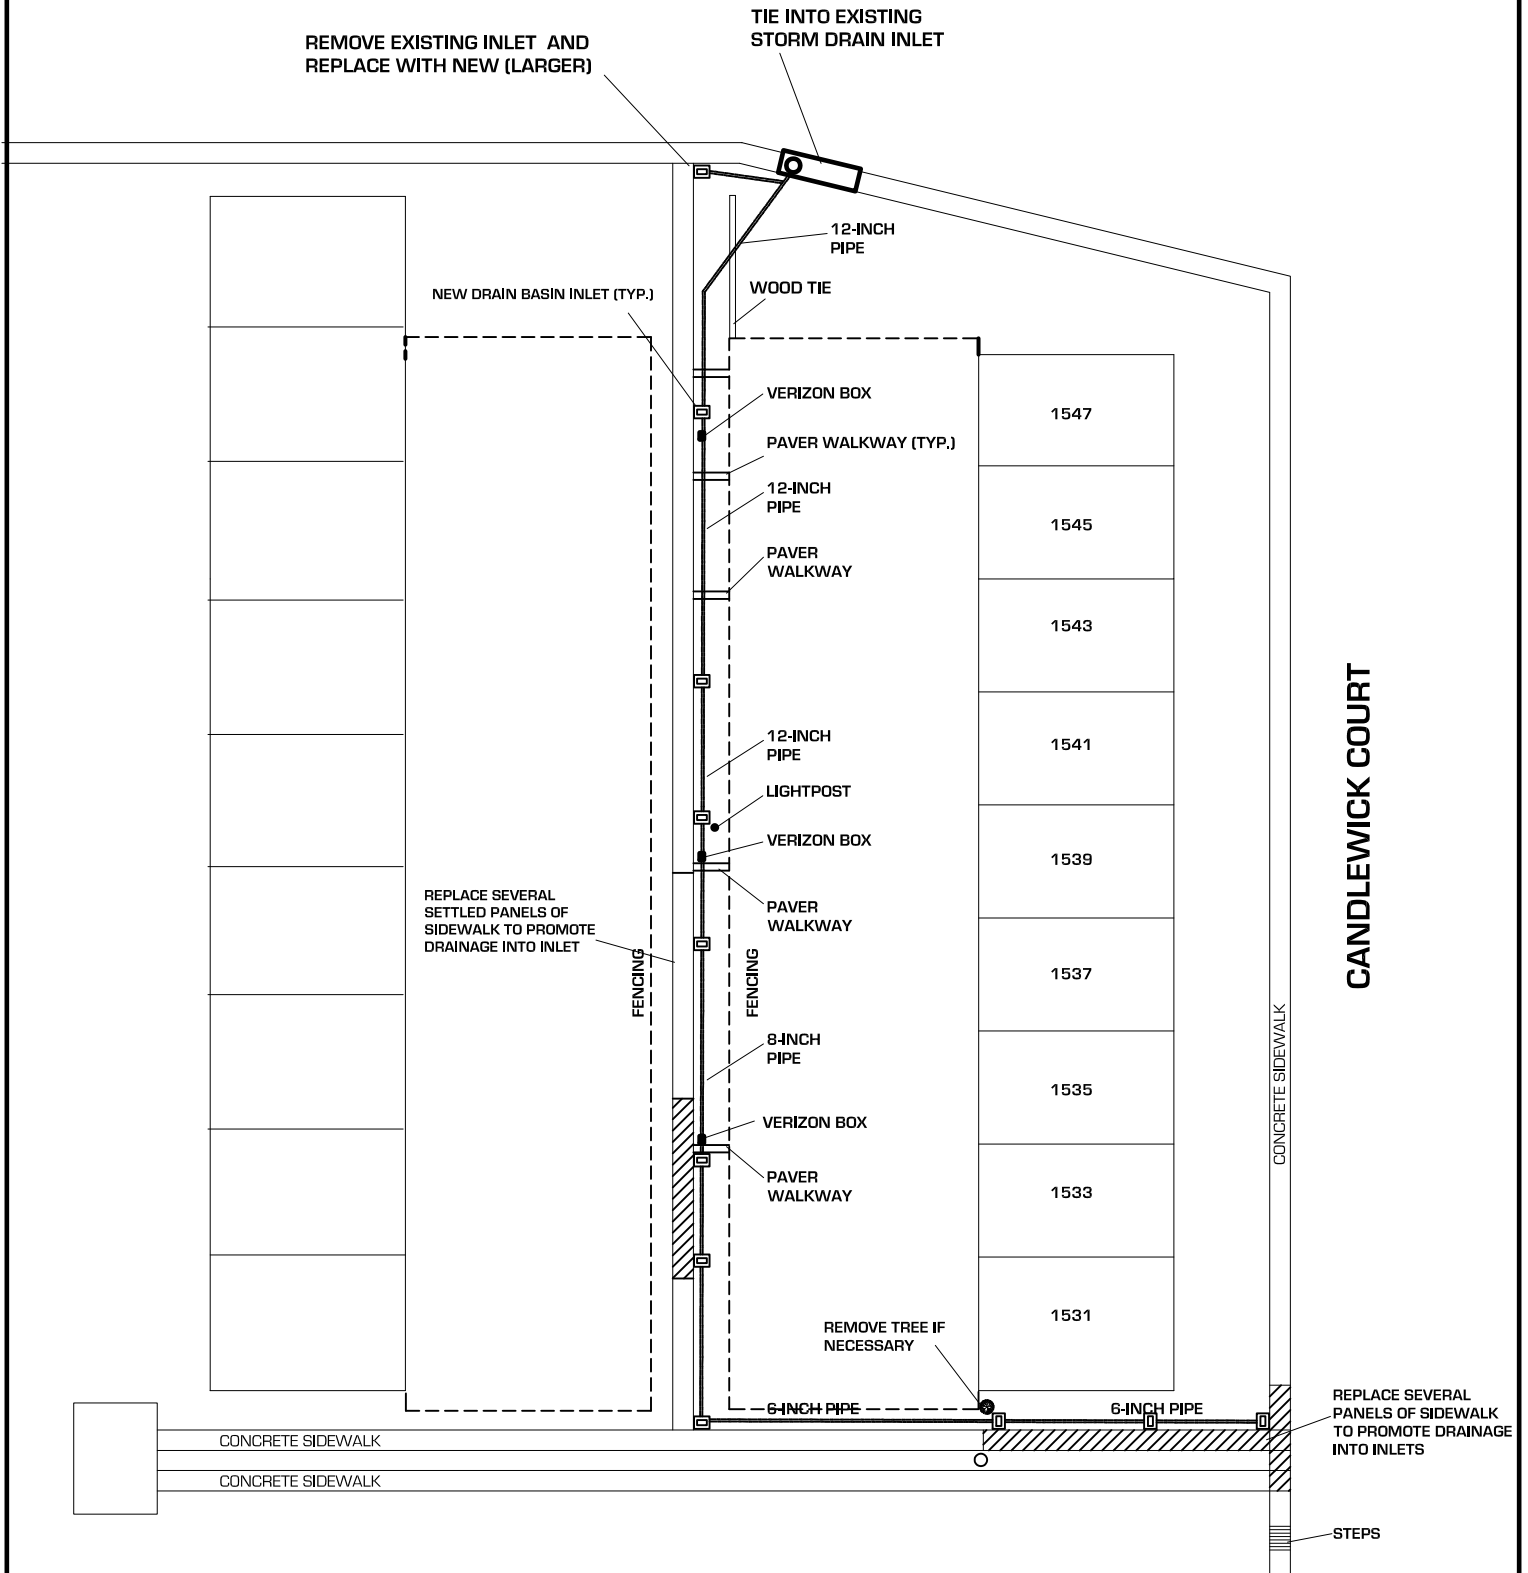 TIE INTO EXISTING
STORM DRAIN INLET
REMOVE EXISTING INLET AND
REPLACE WITH NEW (LARGER)
12-INCH
PIPE
NEW DRAIN BASIN INLET (TYP.)
WOOD TIE
VERIZON BOX
1547
PAVER WALKWAY (TYP.)
12-INCH
PIPE
1545
PAVER
WALKWAY
1543
12-INCH
PIPE
1541
LIGHTPOST
VERIZON BOX
1539
CANDLEWICK COURT
REPLACE SEVERAL
SETTLED PANELS OF
SIDEWALK TO PROMOTE
DRAINAGE INTO INLET
PAVER
WALKWAY
FENCING
FENCING
1537
8-INCH
PIPE
CONCRETE SIDEWALK
1535
VERIZON BOX
PAVER
WALKWAY
1533
1531
REMOVE TREE IF
NECESSARY
6-INCH PIPE
6-INCH PIPE
REPLACE SEVERAL
PANELS OF SIDEWALK
TO PROMOTE DRAINAGE
INTO INLETS
CONCRETE SIDEWALK
CONCRETE SIDEWALK
STEPS